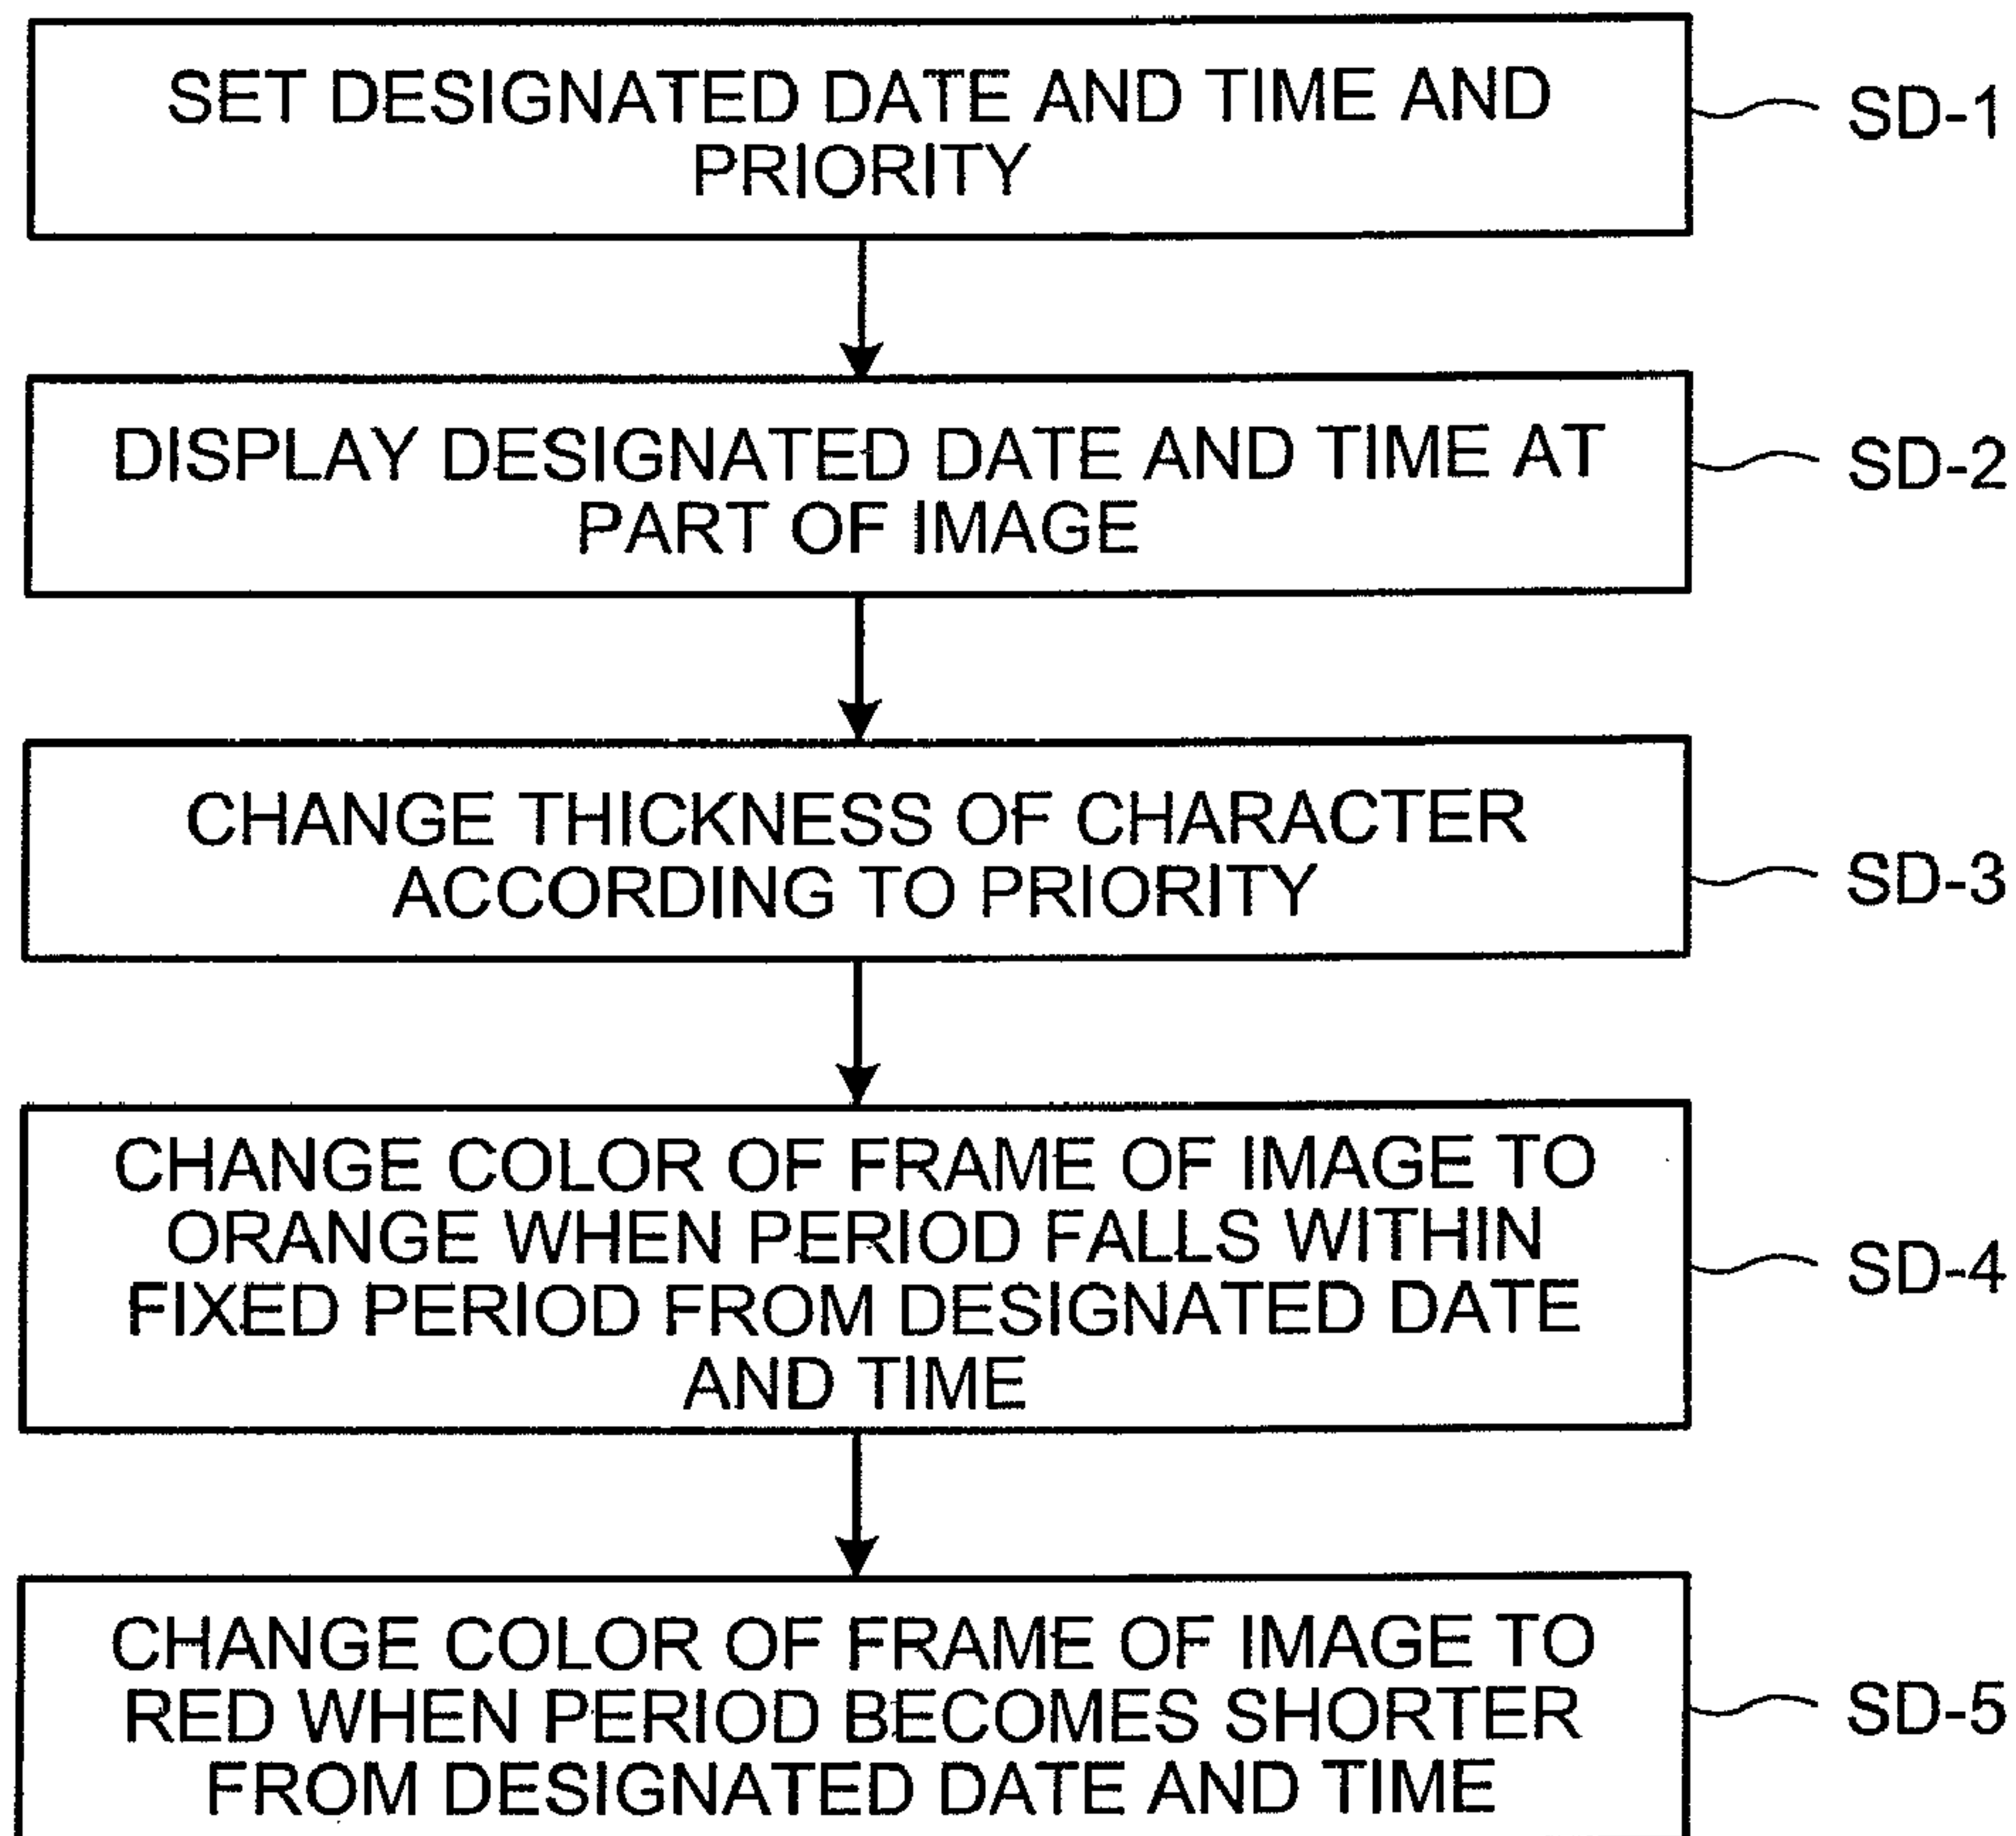 SET DESIGNATED DATE AND TIME AND
PRIORITY
SD-1
DISPLAY DESIGNATED DATE AND TIME AT
PART OF IMAGE
SD-2
CHANGE THICKNESS OF CHARACTER
ACCORDING TO PRIORITY
SD-3
CHANGE COLOR OF FRAME OF IMAGE TO
ORANGE WHEN PERIOD FALLS WITHIN
FIXED PERIOD FROM DESIGNATED DATE
AND TIME
SD-4
CHANGE COLOR OF FRAME OF IMAGE TO
RED WHEN PERIOD BECOMES SHORTER
FROM DESIGNATED DATE AND TIME
SD-5